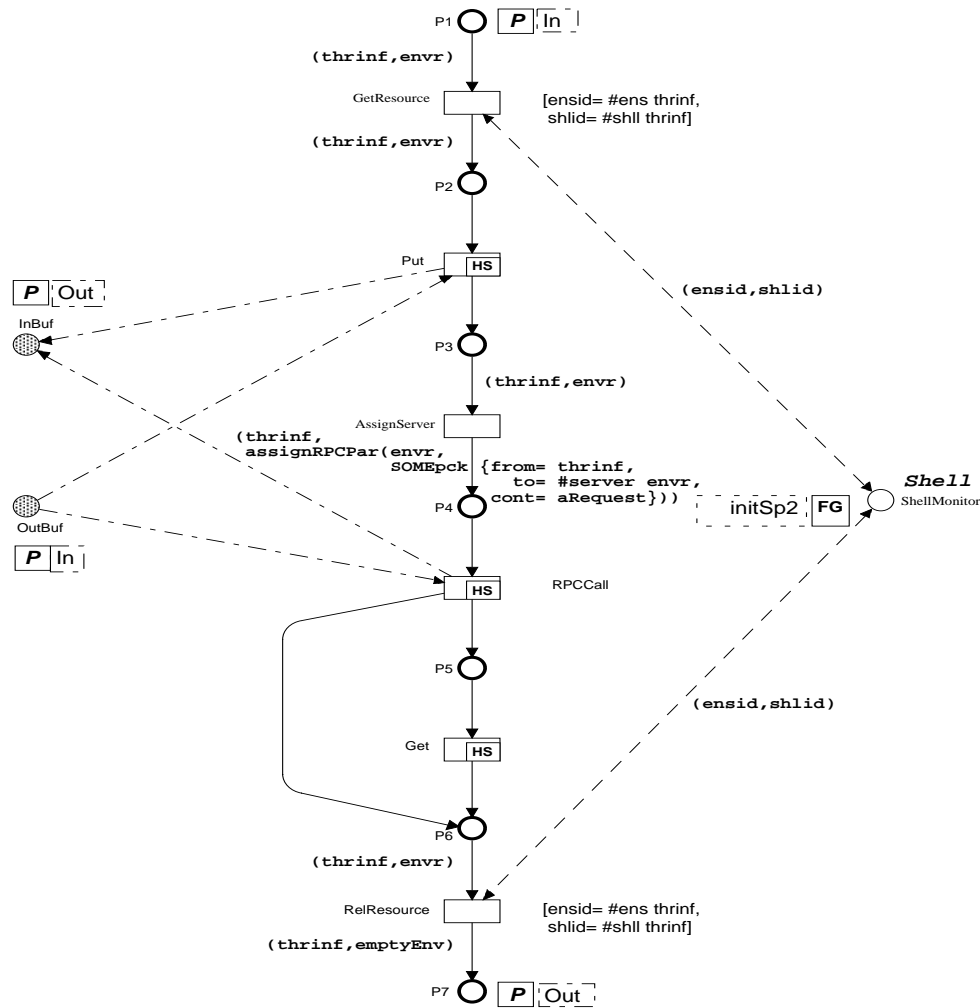 P1
P In
(thrinf,envr)
GetResource
[ensid= #ens thrinf,
shlid= #shll thrinf]
(thrinf,envr)
P2
Put
HS
(ensid,shlid)
P Out
InBuf
P3
(thrinf,envr)
AssignServer
(thrinf,
assignRPCPar(envr,
SOMEpck {from= thrinf,
to= #server envr,
cont= aRequest}))
P4
OutBuf
P In
Shell
ShellMonitor
initSp2 FG
RPCCall
HS
P5
(ensid,shlid)
Get
HS
P6
(thrinf,envr)
RelResource
[ensid= #ens thrinf,
shlid= #shll thrinf]
(thrinf,emptyEnv)
P7
P Out